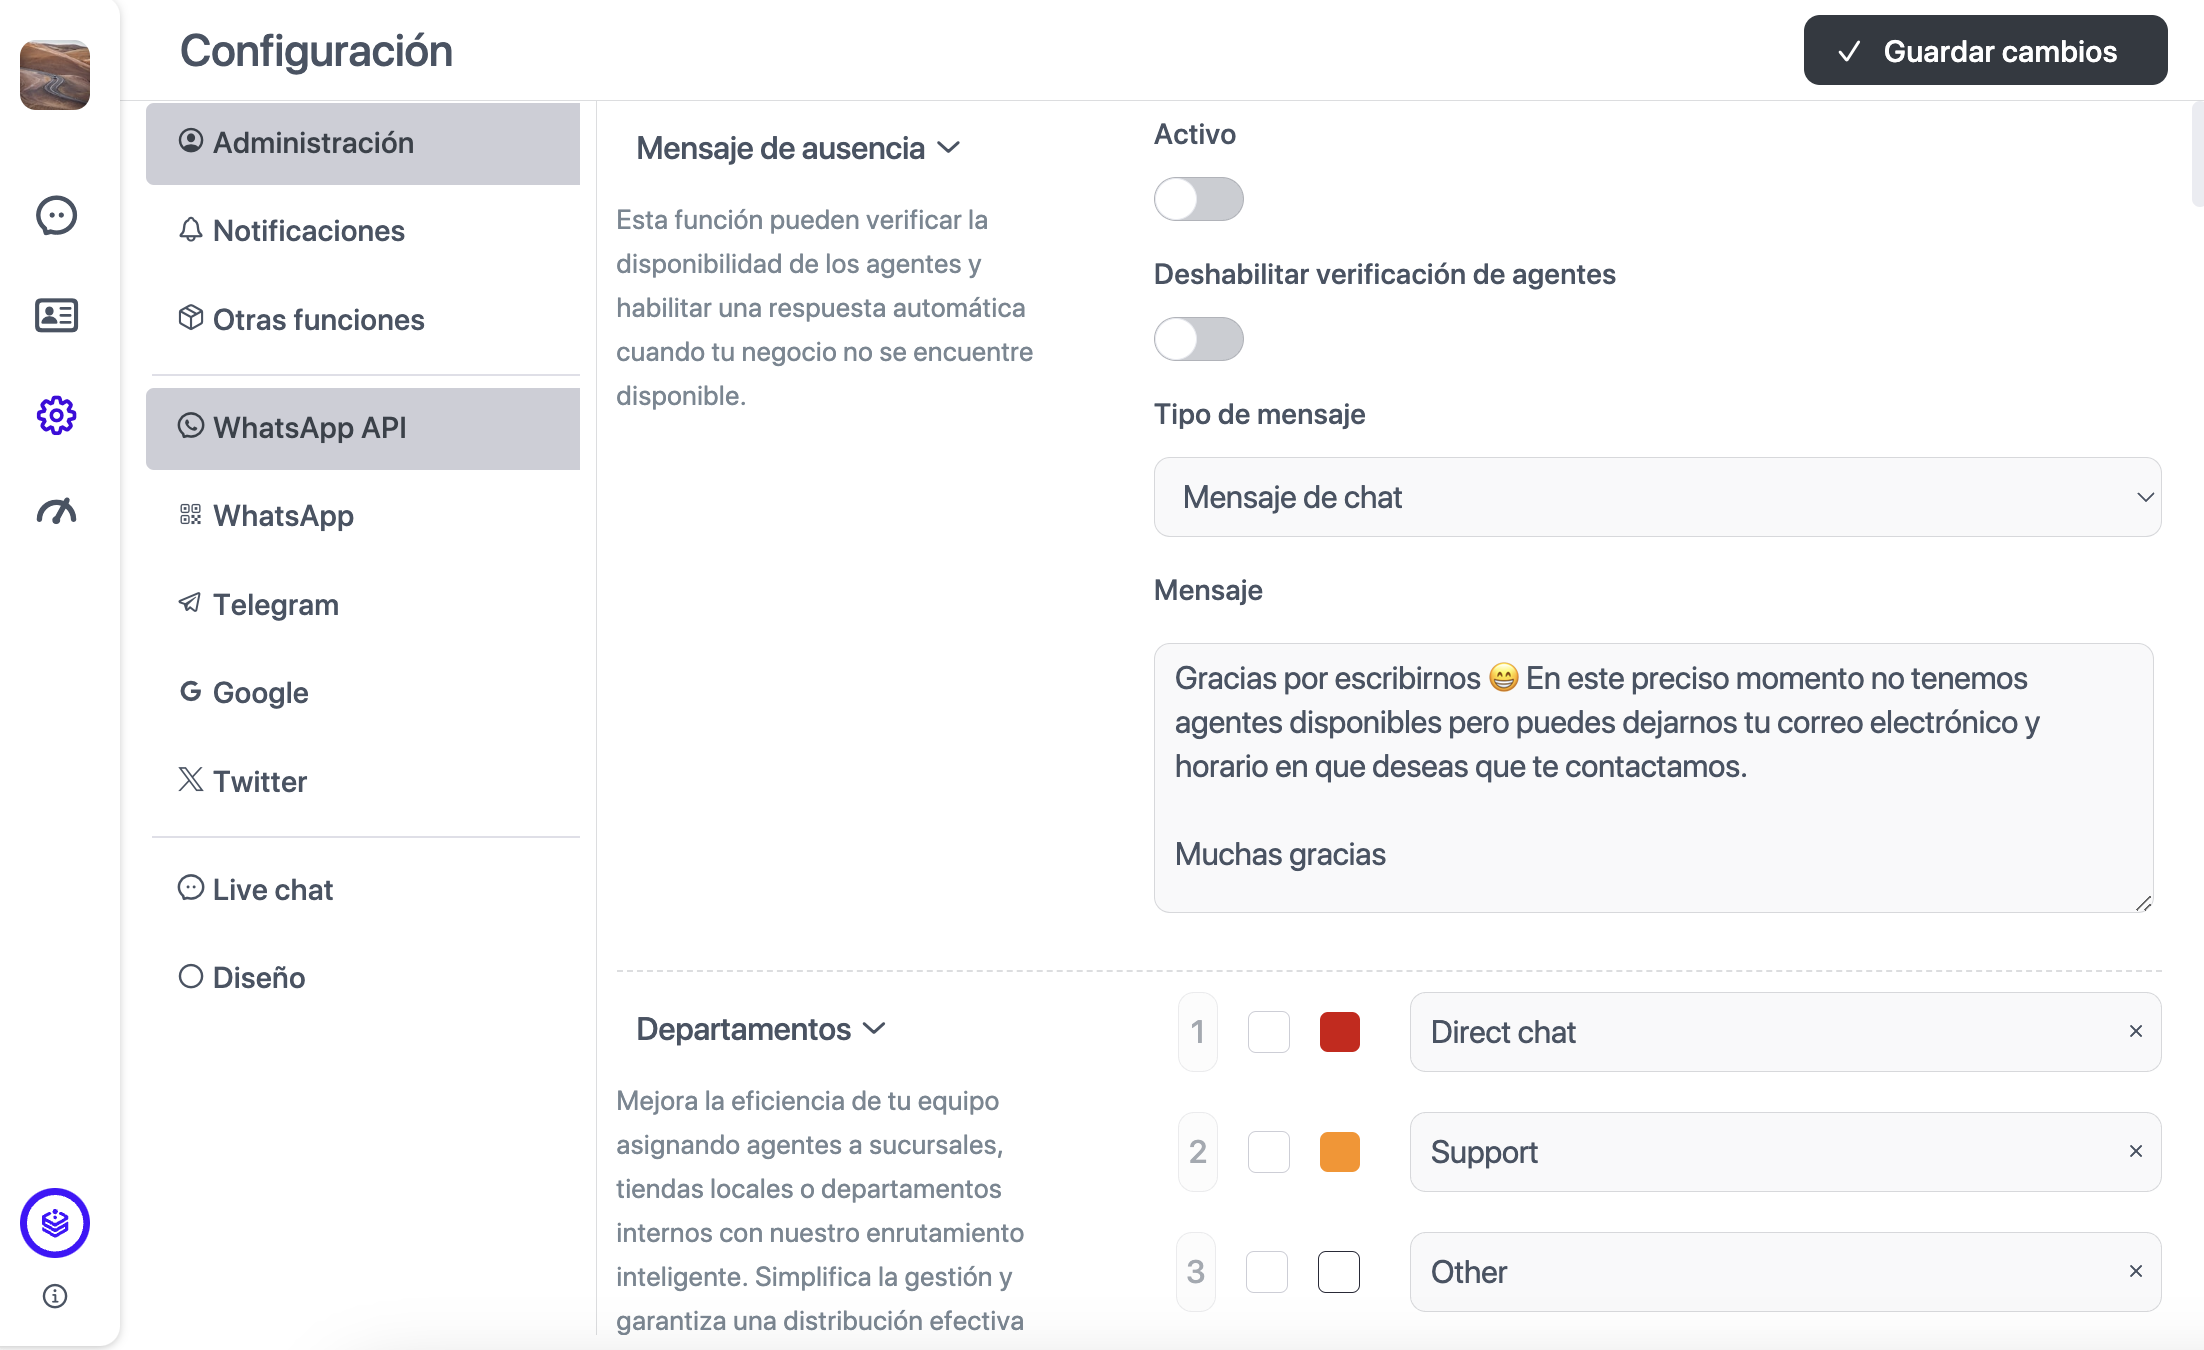 Configuración
Guardar cambios
Administración
Notificaciones
Otras funciones
WhatsApp API
WhatsApp
Telegram
Google
Twitter
Live chat
Diseño
Mensaje de ausencia
Esta función pueden verificar la
disponibilidad de los agentes y
habilitar una respuesta automática
cuando tu negocio no se encuentre
disponible.
Activo
Deshabilitar verificación de agentes
Tipo de mensaje
Mensaje de chat
Mensaje
Gracias por escribirnos 😁 En este preciso momento no tenemos
agentes disponibles pero puedes dejarnos tu correo electrónico y
horario en que deseas que te contactamos.
Muchas gracias
Departamentos
Mejora la eficiencia de tu equipo
asignando agentes a sucursales,
tiendas locales o departamentos
internos con nuestro enrutamiento
inteligente. Simplifica la gestión y
garantiza una distribución efectiva
1 Direct chat
2 Support
3 Other